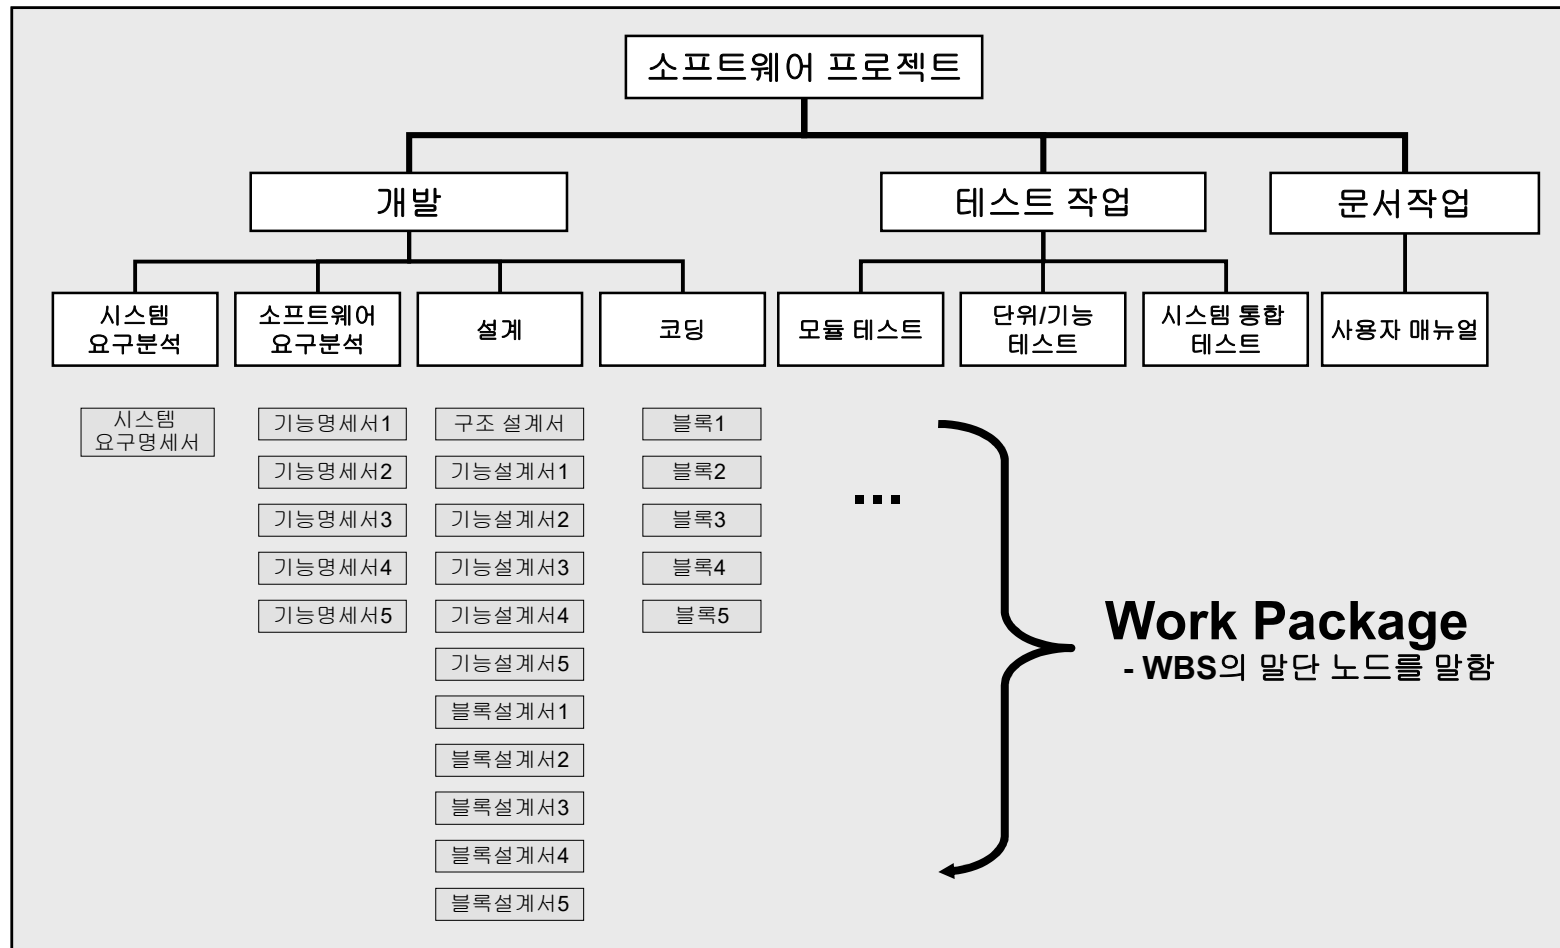 소프트웨어 프로젝트
개발
테스트 작업
문서작업
시스템
요구분석
소프트웨어
요구분석
설계
코딩
모듈 테스트
단위/기능
테스트
시스템 통합
테스트
사용자 매뉴얼
시스템
요구명세서
기능명세서1
기능명세서2
기능명세서3
기능명세서4
기능명세서5
구조 설계서
기능설계서1
기능설계서2
기능설계서3
기능설계서4
기능설계서5
블록설계서1
블록설계서2
블록설계서3
블록설계서4
블록설계서5
블록1
블록2
블록3
블록4
블록5
...
Work Package
- WBS의 말단 노드를 말함